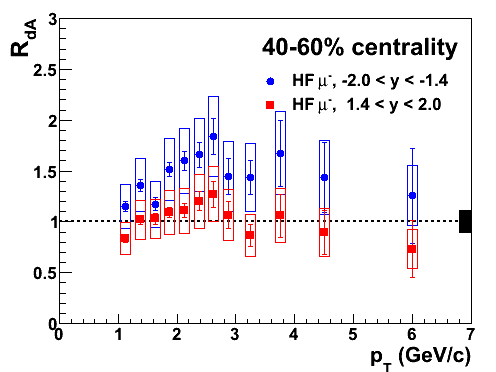 R_dA
3
2.5
2
1.5
1
0.5
0
40-60% centrality
HF μ⁻, -2.0 < y < -1.4
HF μ⁻, 1.4 < y < 2.0
0 1 2 3 4 5 6 7
p_T (GeV/c)